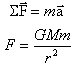 ΣF⃗ = ma⃗
F = GMm / r²